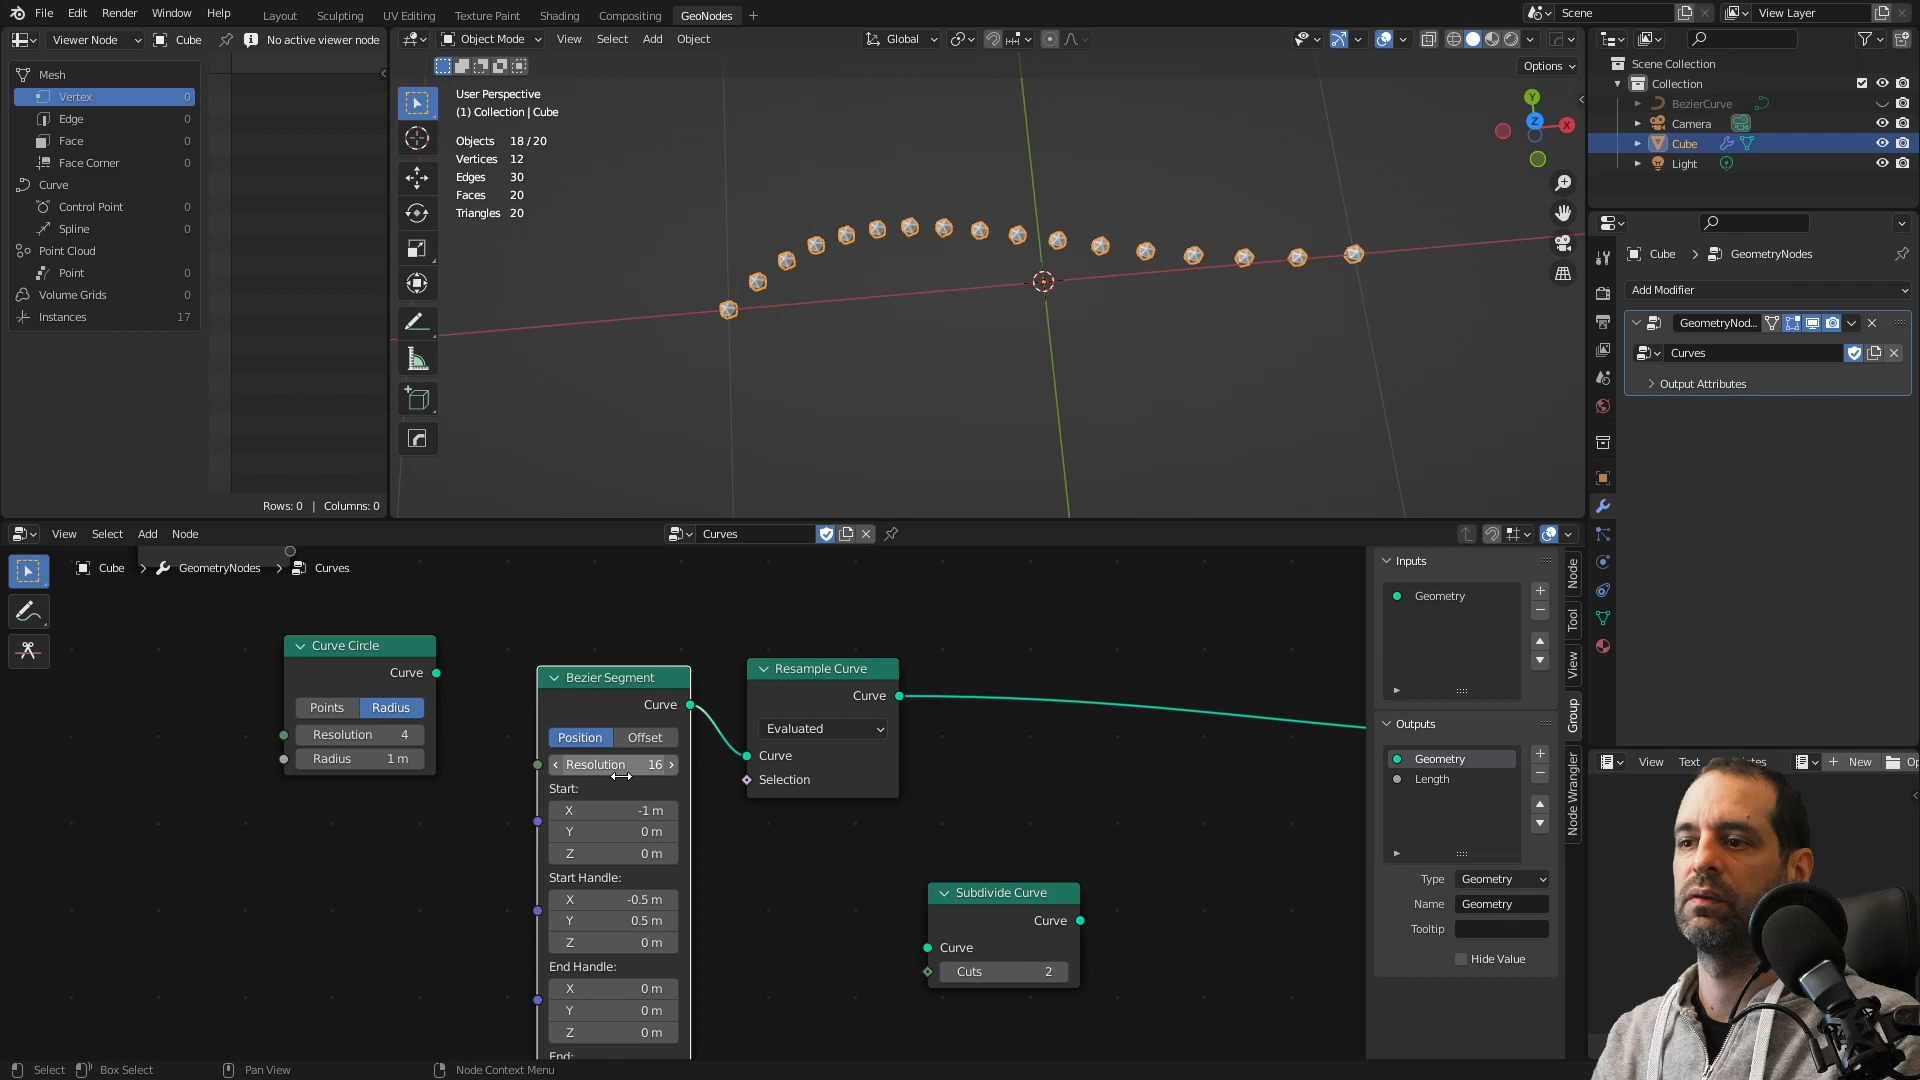 File Edit Render Window Help Layout Sculpting UV Editing Texture Paint Shading Compositing GeoNodes + Scene View Layer
Viewer Node Cube No active viewer node
Object Mode View Select Add Object Global
Options
Mesh
Vertex 0
Edge 0
Face 0
Face Corner 0
Curve
Control Point 0
Spline 0
Point Cloud
Point 0
Volume Grids 0
Instances 17
Rows: 0 | Columns: 0
User Perspective
(1) Collection | Cube
Objects 18 / 20
Vertices 12
Edges 30
Faces 20
Triangles 20
Y
Z
X
Scene Collection
Collection
BezierCurve
Camera
Cube
Light
Cube > GeometryNodes
Add Modifier
GeometryNod...
Curves
Output Attributes
View Select Add Node Curves
Cube > GeometryNodes > Curves
Curve Circle
Curve
Points Radius
Resolution 4
Radius 1 m
Bezier Segment
Curve
Position Offset
Resolution 16
Start:
X -1 m
Y 0 m
Z 0 m
Start Handle:
X -0.5 m
Y 0.5 m
Z 0 m
End Handle:
X 0 m
Y 0 m
Z 0 m
End:
Resample Curve
Curve
Evaluated
Curve
Selection
Subdivide Curve
Curve
Curve
Cuts 2
Inputs
Geometry
Outputs
Geometry
Length
Type Geometry
Name Geometry
Tooltip
Hide Value
Node
Tool
View
Group
Node Wrangler
View Text New Op
Select Box Select Pan View Node Context Menu